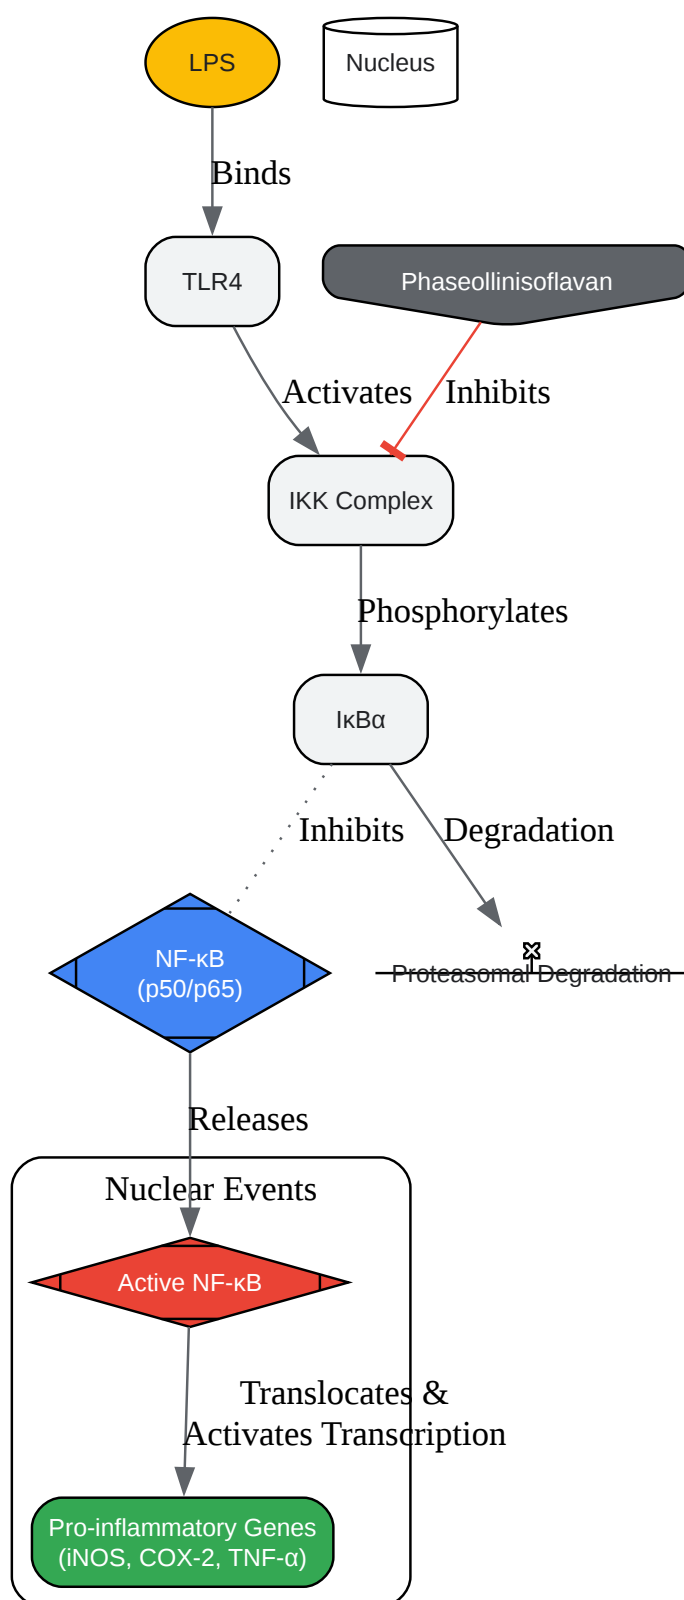 LPS
Nucleus
Binds
TLR4
Phaseollinisoflavan
Activates
Inhibits
IKK Complex
Phosphorylates
IκBα
Inhibits
Degradation
NF-κB
(p50/p65)
Proteasomal Degradation
Releases
Nuclear Events
Active NF-κB
Translocates &
Activates Transcription
Pro-inflammatory Genes
(iNOS, COX-2, TNF-α)